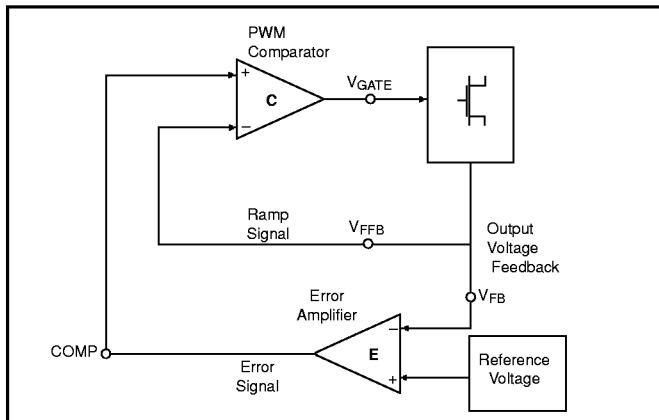 PWM
Comparator
+
C
−
VGATE
Ramp
Signal
VFFB
Output
Voltage
Feedback
VFB
Error
Amplifier
−
E
+
COMP
Error
Signal
Reference
Voltage